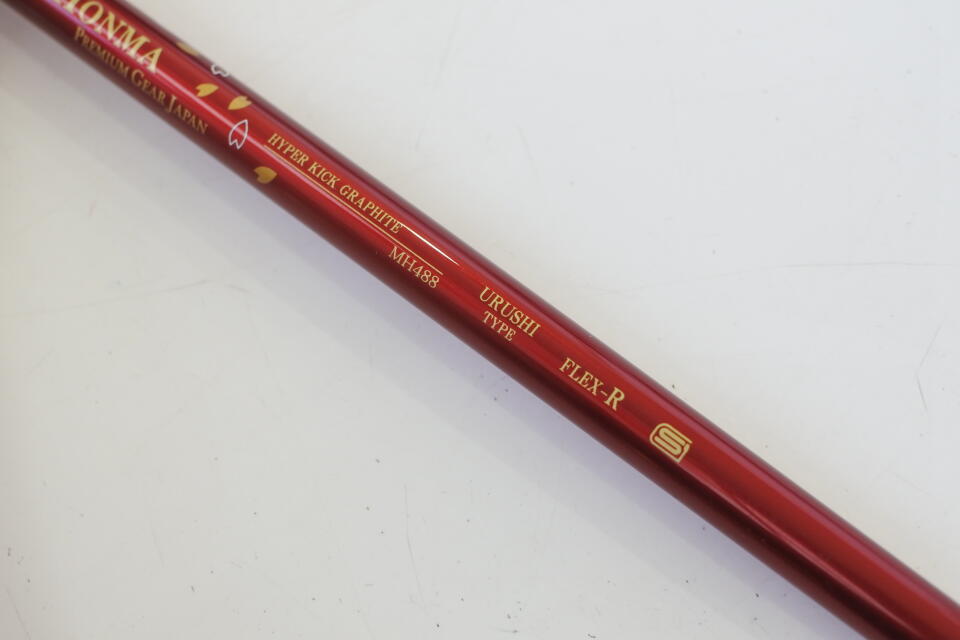 HONMA
PREMIUM GEAR JAPAN
HYPER KICK GRAPHITE
MH488
URUSHI
TYPE
FLEX-R